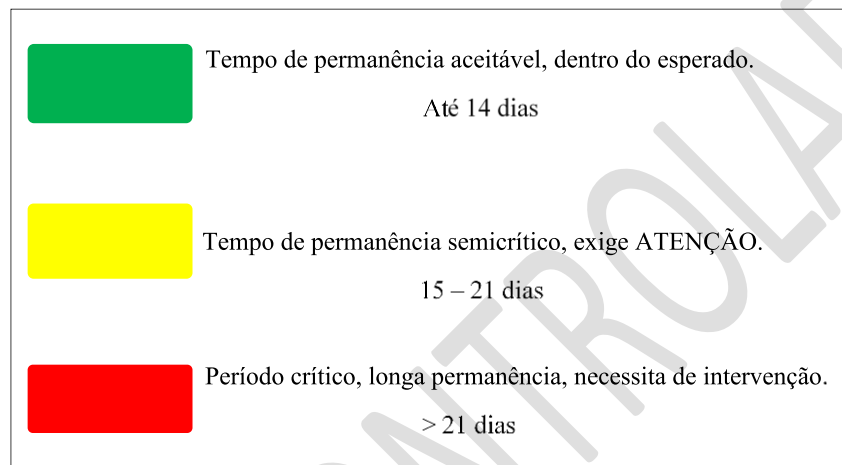 Tempo de permanência aceitável, dentro do esperado.
Até 14 dias
Tempo de permanência semicrítico, exige ATENÇÃO.
15 – 21 dias
Período crítico, longa permanência, necessita de intervenção.
> 21 dias